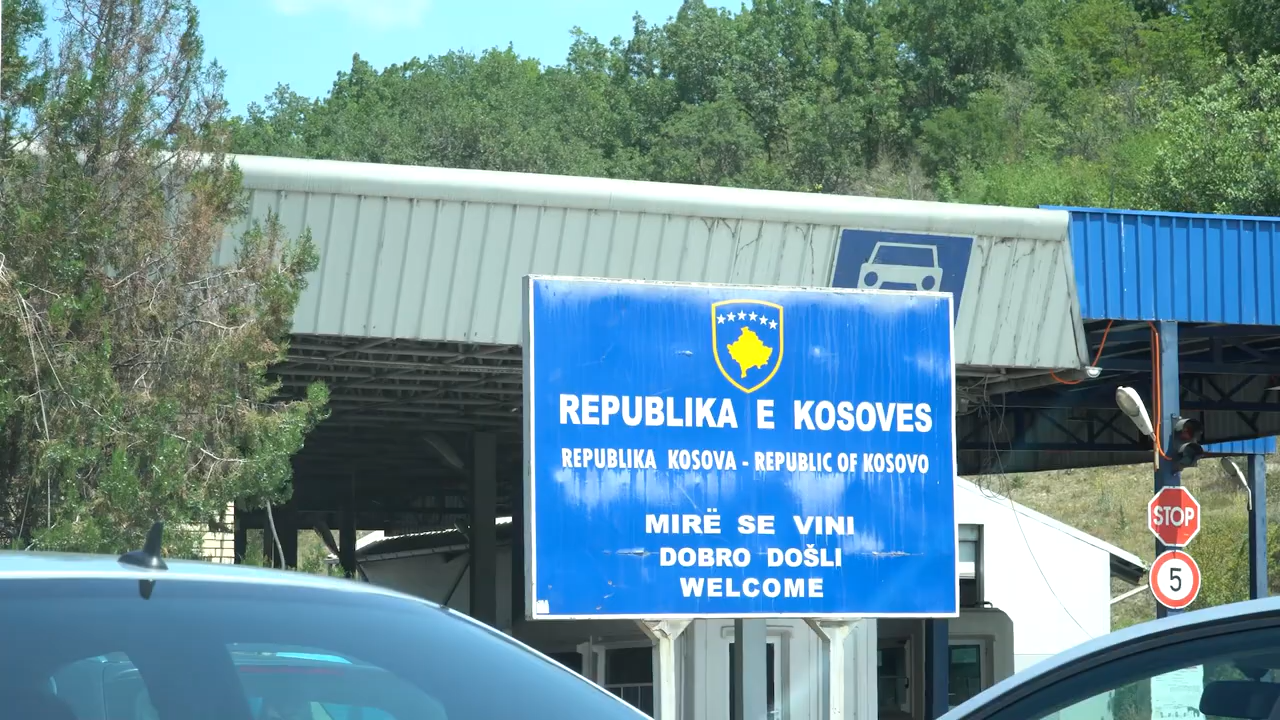 REPUBLIKA E KOSOVES
REPUBLIKA KOSOVA - REPUBLIC OF KOSOVO
MIRË SE VINI
DOBRO DOŠLI
WELCOME
STOP
5